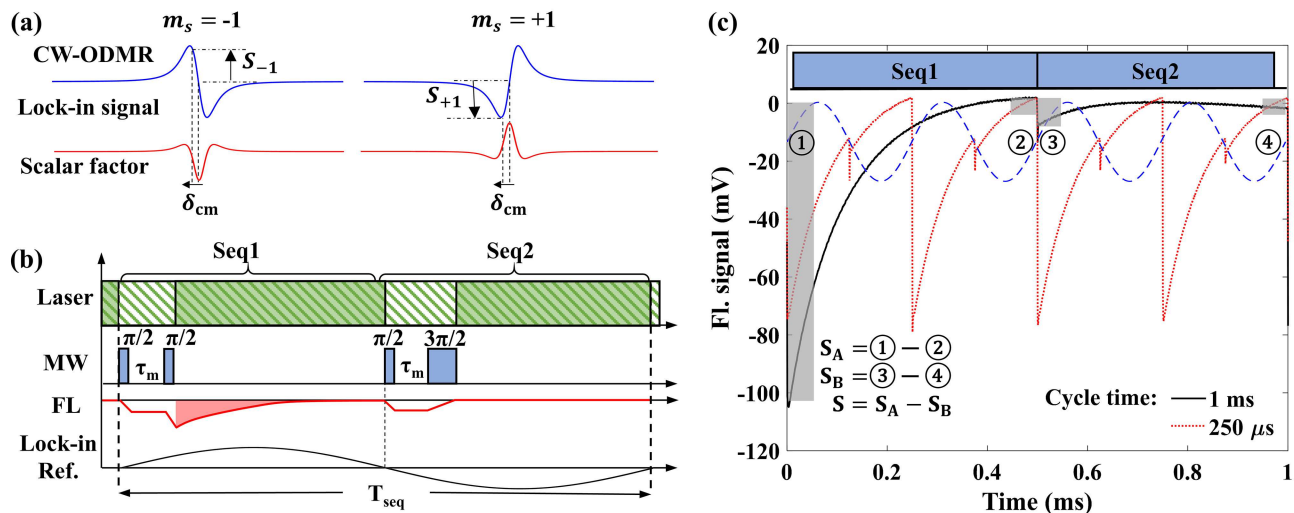 (a)
m_s = -1
m_s = +1
CW-ODMR
S_{-1}
S_{+1}
Lock-in signal
Scalar factor
δ_cm
δ_cm
(b)
Seq1
Seq2
Laser
π/2
π/2
π/2
3π/2
MW
τ_m
τ_m
FL
Lock-in
Ref.
T_seq
(c)
Fl. signal (mV)
20
0
-20
-40
-60
-80
-100
-120
Seq1
Seq2
①
②
③
④
S_A = ① − ②
S_B = ③ − ④
S = S_A − S_B
Cycle time:
1 ms
250 μs
0
0.2
0.4
0.6
0.8
1
Time (ms)